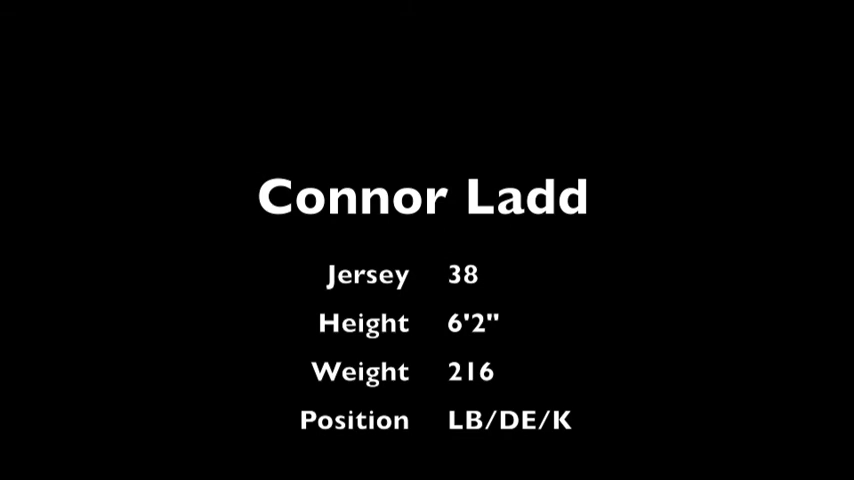 Connor Ladd
Jersey 38
Height 6'2"
Weight 216
Position LB/DE/K